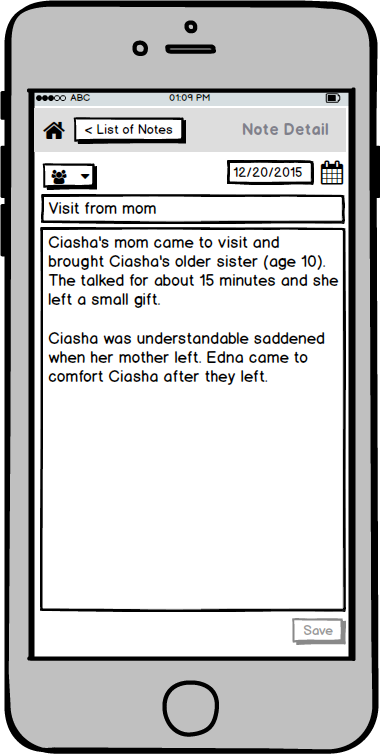 ABC 01:09 PM
< List of Notes Note Detail
12/20/2015
Visit from mom
Ciasha's mom came to visit and
brought Ciasha's older sister (age 10).
The talked for about 15 minutes and she
left a small gift.
Ciasha was understandable saddened
when her mother left. Edna came to
comfort Ciasha after they left.
Save